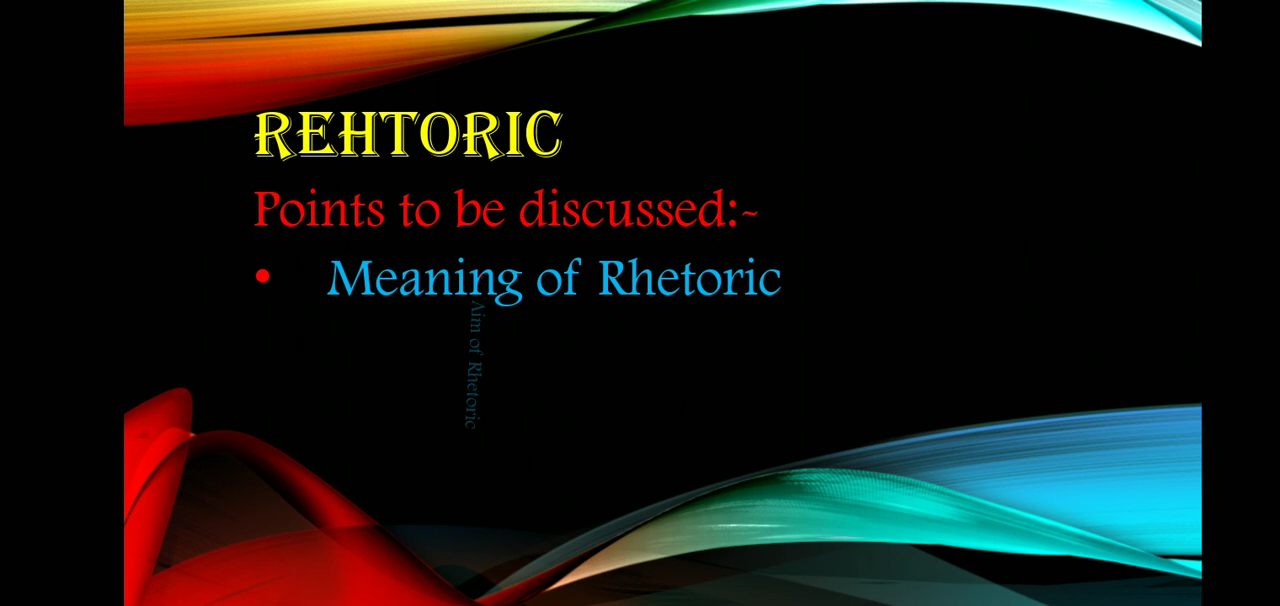 REHTORIC
Points to be discussed:-
• Meaning of Rhetoric
Aim of Rhetoric